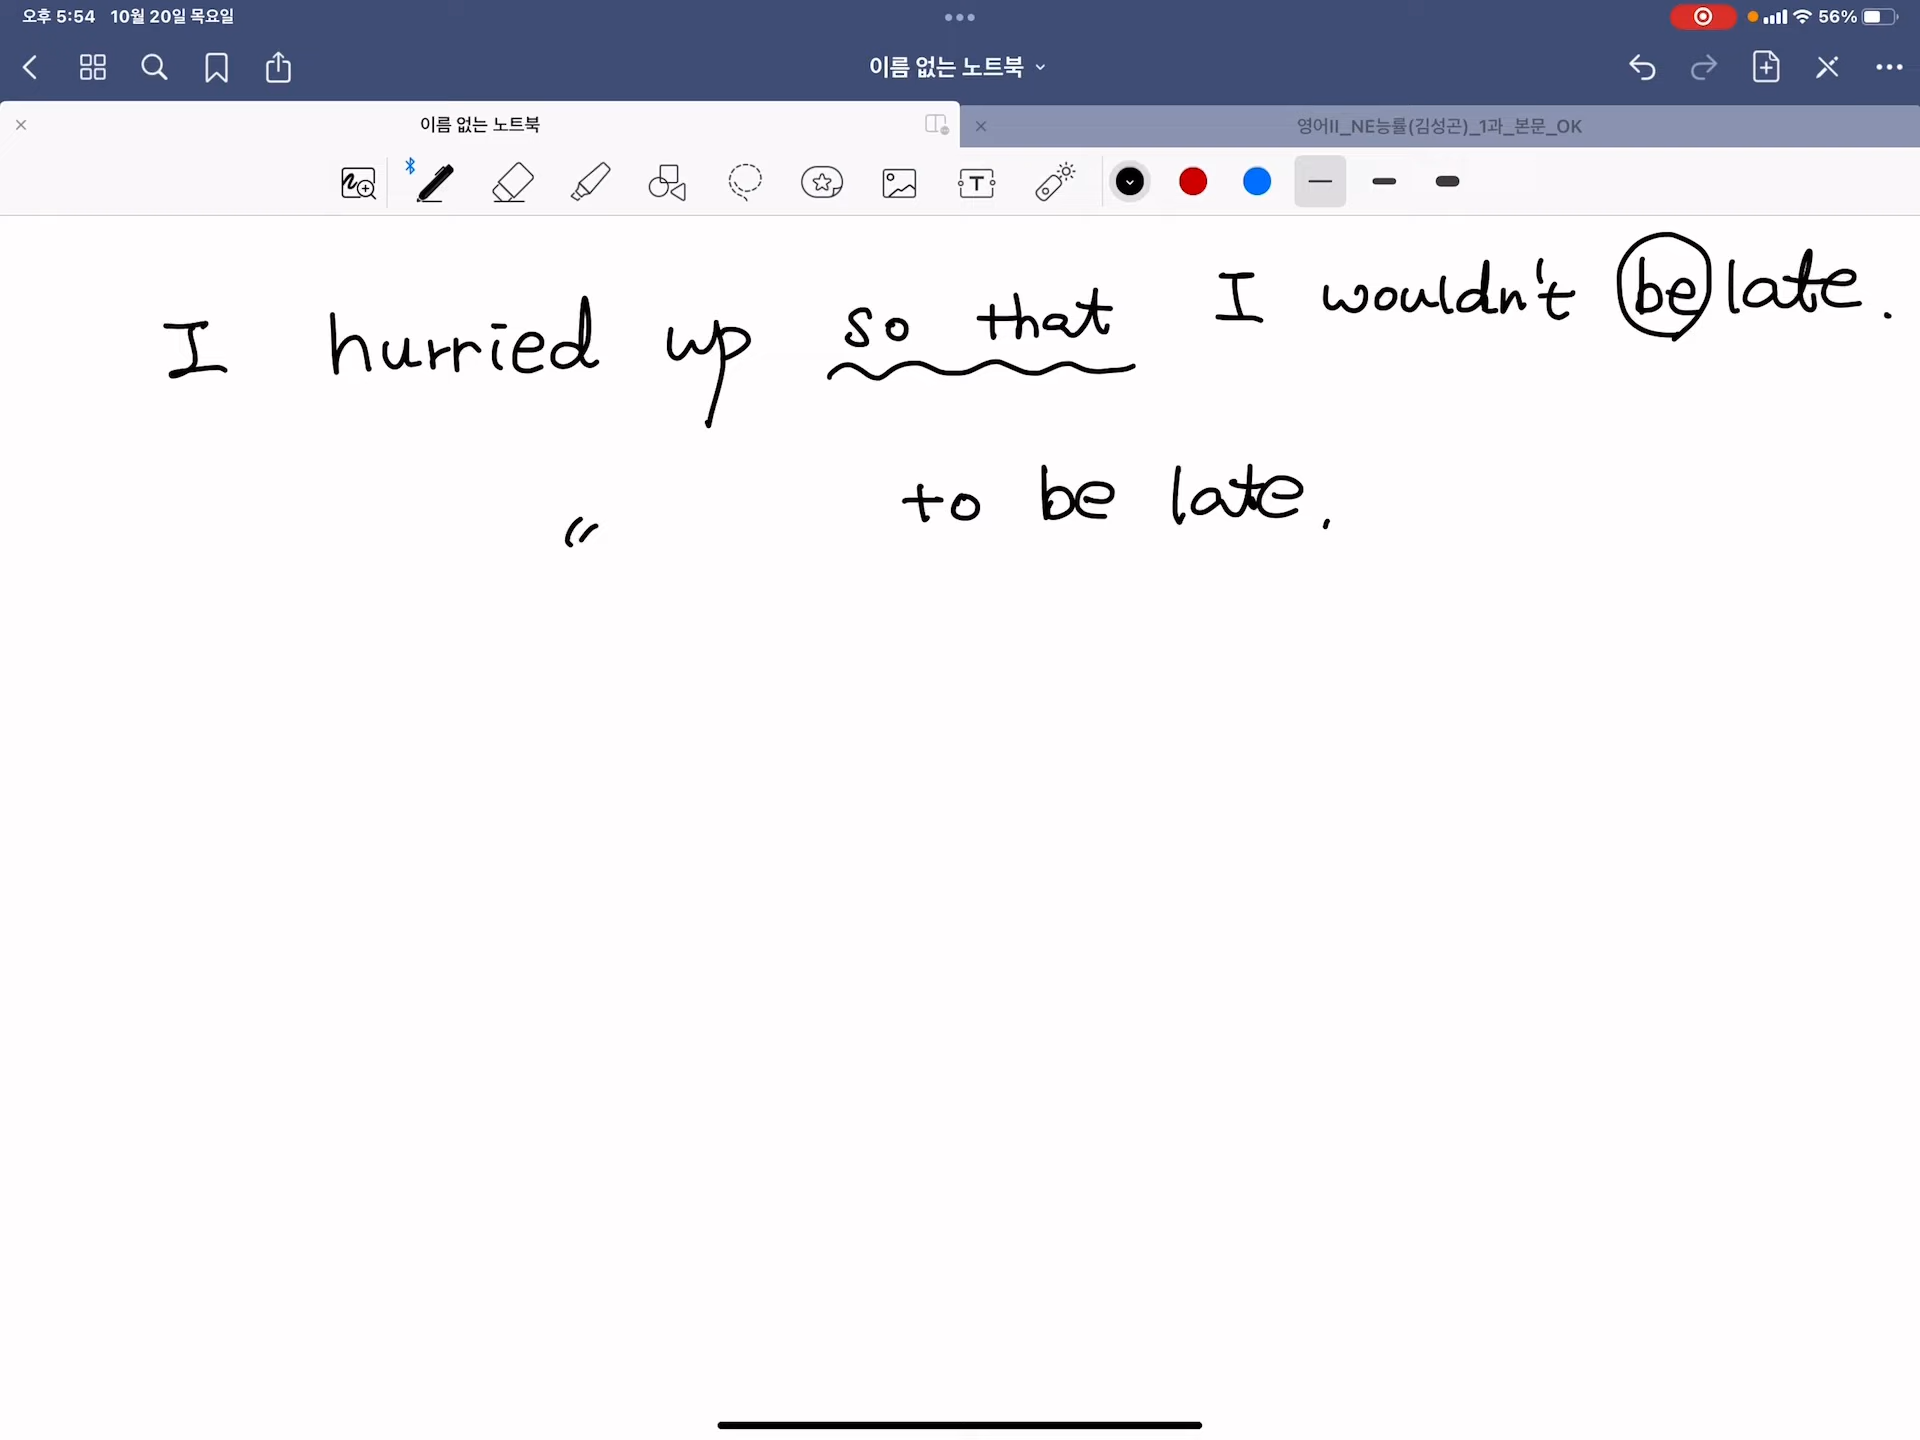 오후 5:54 10월 20일 목요일
56%
이름 없는 노트북
이름 없는 노트북
영어II_NE능률(김성곤)_1과_본문_OK
I hurried up so that I wouldn't be late.
〃 to be late.